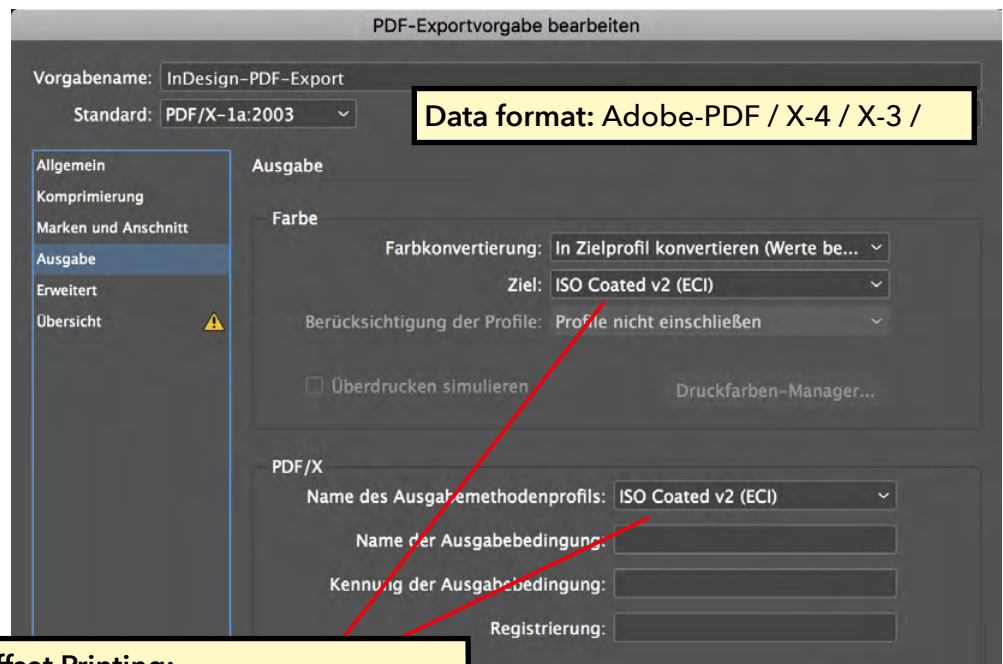 PDF-Exportvorgabe bearbeiten
Vorgabename: InDesign-PDF-Export
Standard: PDF/X-1a:2003
Data format: Adobe-PDF / X-4 / X-3 /
Allgemein
Komprimierung
Marken und Anschnitt
Ausgabe
Erweitert
Übersicht
Ausgabe
Farbe
Farbkonvertierung: In Zielprofil konvertieren (Werte be...
Ziel: ISO Coated v2 (ECI)
Berücksichtigung der Profile: Profile nicht einschließen
Überdrucken simulieren
Druckfarben-Manager...
PDF/X
Name des Ausgabemethodenprofils: ISO Coated v2 (ECI)
Name der Ausgabebedingung:
Kennung der Ausgabebedingung:
Registrierung:
Printing: